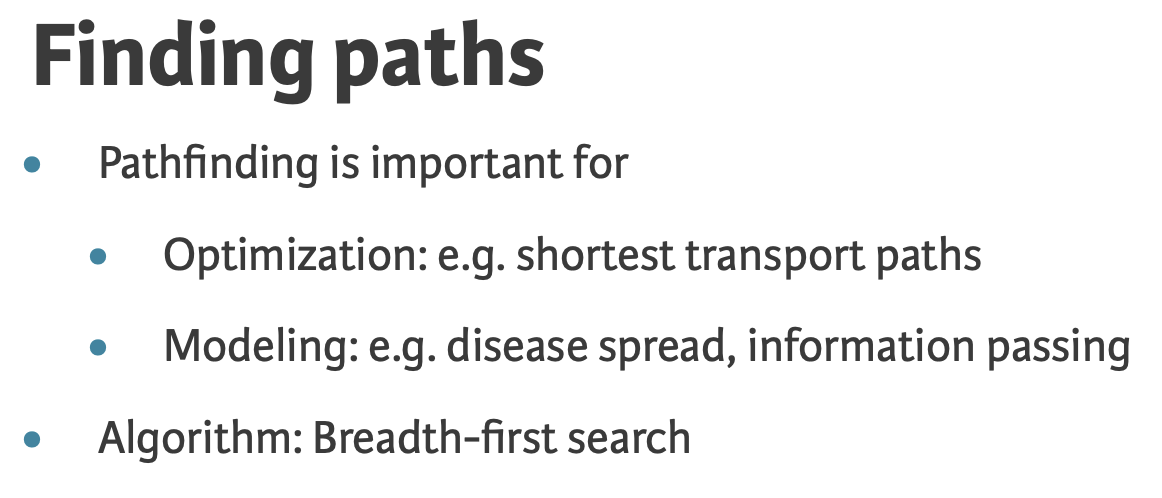 Finding paths
Pathfinding is important for
Optimization: e.g. shortest transport paths
Modeling: e.g. disease spread, information passing
Algorithm: Breadth-first search